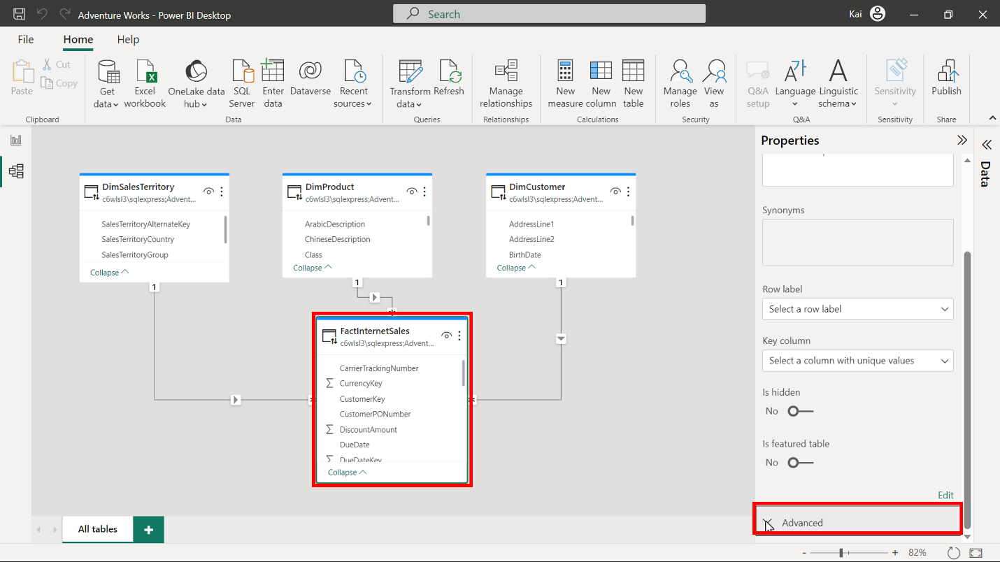 Adventure Works - Power BI Desktop
Search
Kai
File Home Help
Paste
Cut
Copy
Clipboard
Get data
Excel workbook
OneLake data hub
SQL Server
Enter data
Dataverse
Recent sources
Data
Transform data
Refresh
Queries
Manage relationships
Relationships
New measure
New column
New table
Calculations
Manage roles
View as
Security
Q&A setup
Language
Linguistic schema
Q&A
Sensitivity
Sensitivity
Publish
Share
DimSalesTerritory
c6wlsl3\sqlexpress;Advent...
SalesTerritoryAlternateKey
SalesTerritoryCountry
SalesTerritoryGroup
Collapse
1
DimProduct
c6wlsl3\sqlexpress;Advent...
ArabicDescription
ChineseDescription
Class
Collapse
1
*
DimCustomer
c6wlsl3\sqlexpress;Advent...
AddressLine1
AddressLine2
BirthDate
Collapse
1
FactInternetSales
c6wlsl3\sqlexpress;Advent...
CarrierTrackingNumber
Σ CurrencyKey
CustomerKey
CustomerPONumber
Σ DiscountAmount
DueDate
Σ DueDateKey
Collapse
*
*
Properties
Synonyms
Row label
Select a row label
Key column
Select a column with unique values
Is hidden
No
Is featured table
No
Edit
Advanced
Data
All tables
+
- + 82%